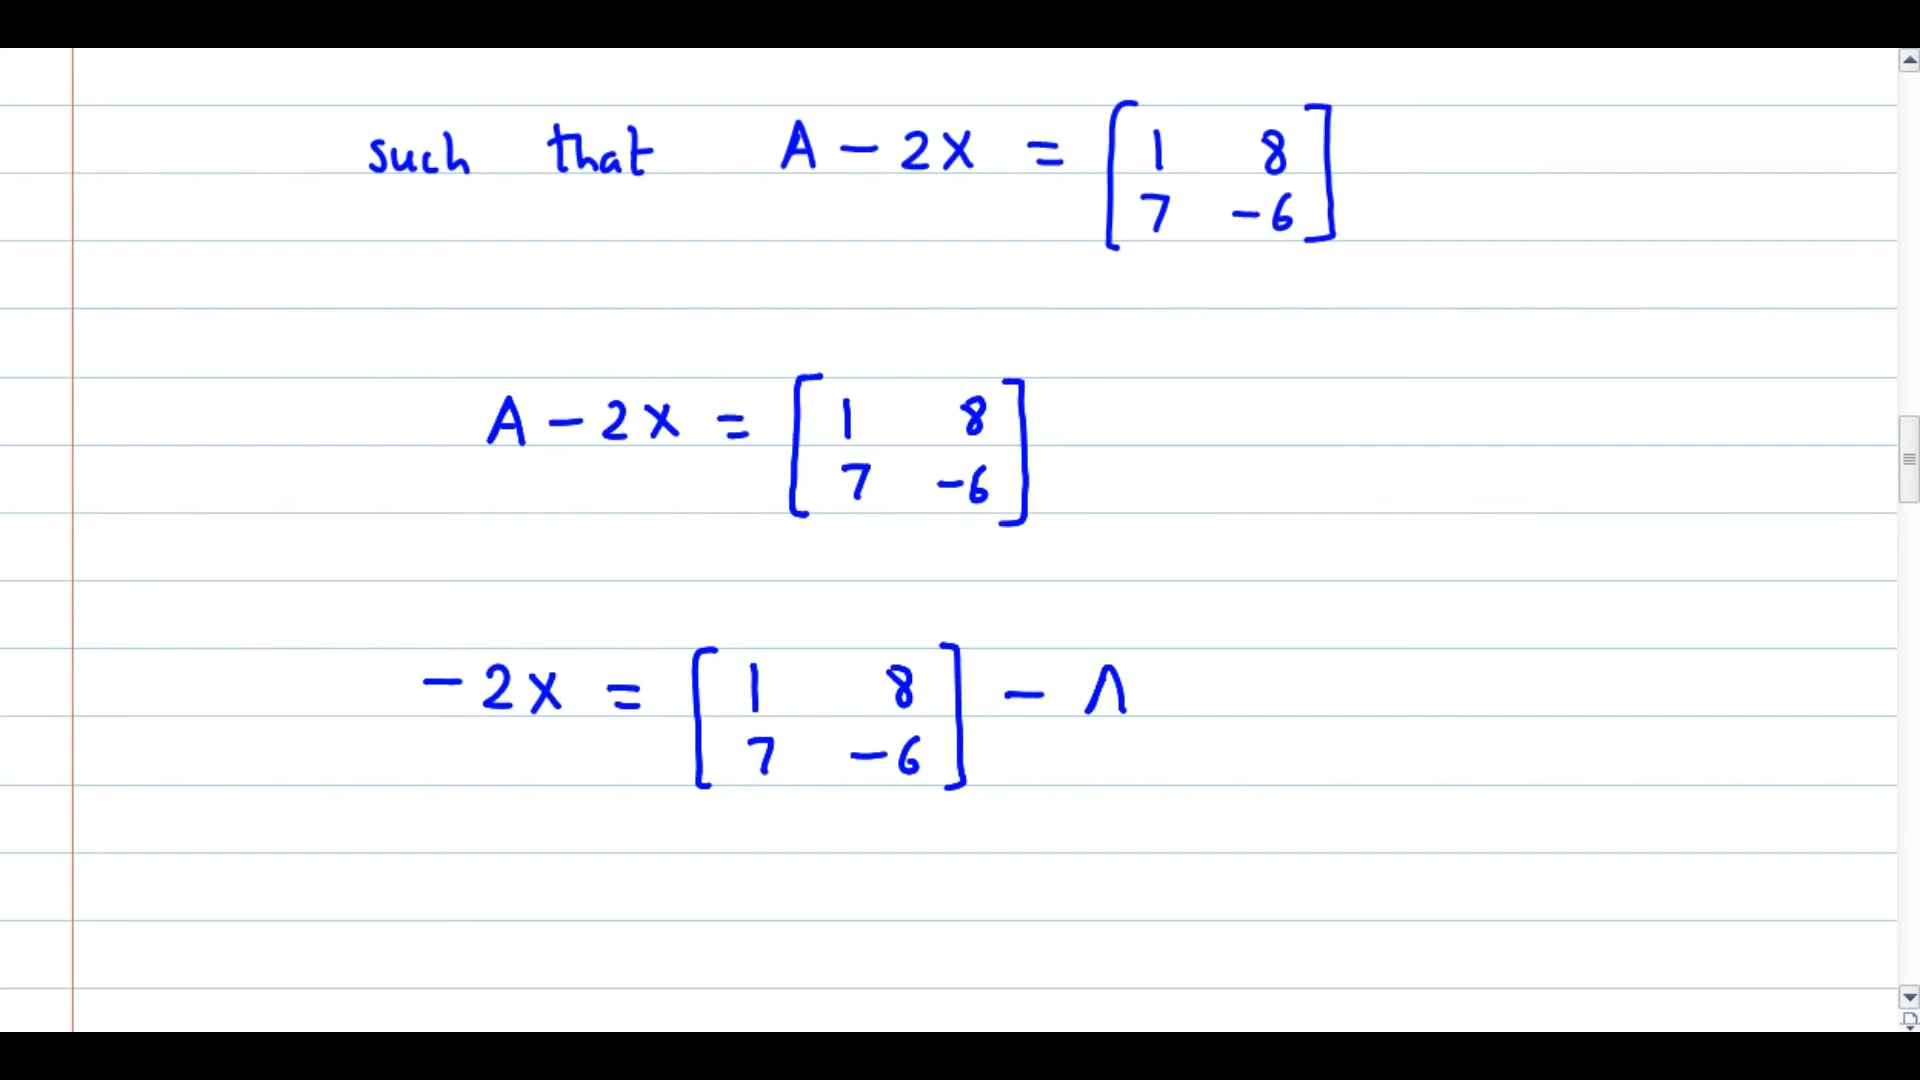 such that A - 2X = [1 8
7 -6]
A - 2X = [1 8
7 -6]
-2X = [1 8
7 -6] - Λ